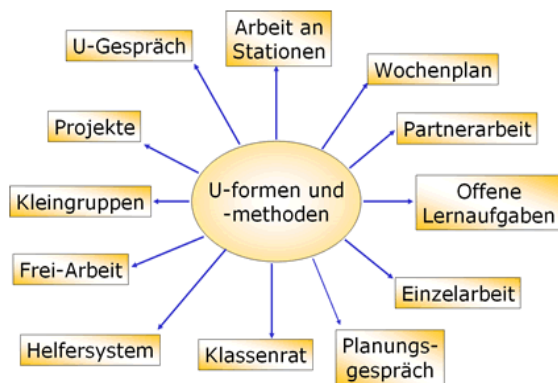 Arbeit an
Stationen
U-Gespräch
Wochenplan
Projekte
Partnerarbeit
U-formen und
-methoden
Kleingruppen
Offene
Lernaufgaben
Frei-Arbeit
Einzelarbeit
Helfersystem
Klassenrat
Planungs-
gespräch